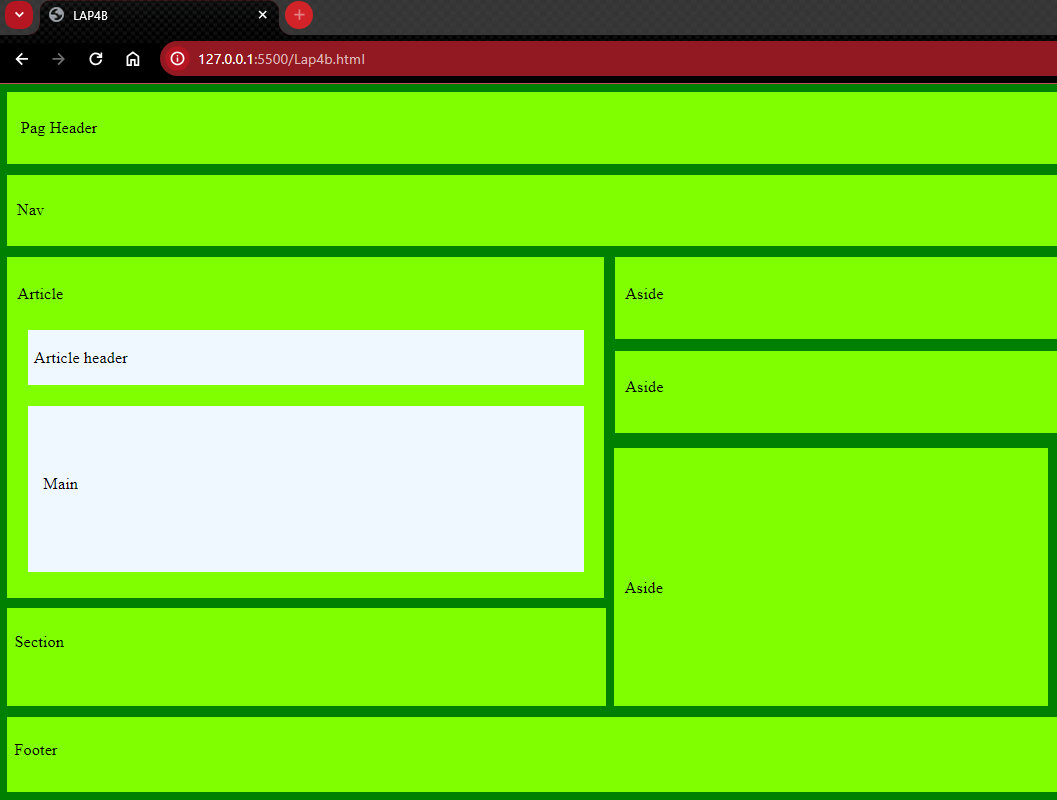 LAP4B
127.0.0.1:5500/Lap4b.html
Pag Header
Nav
Article
Article header
Main
Section
Aside
Aside
Aside
Footer